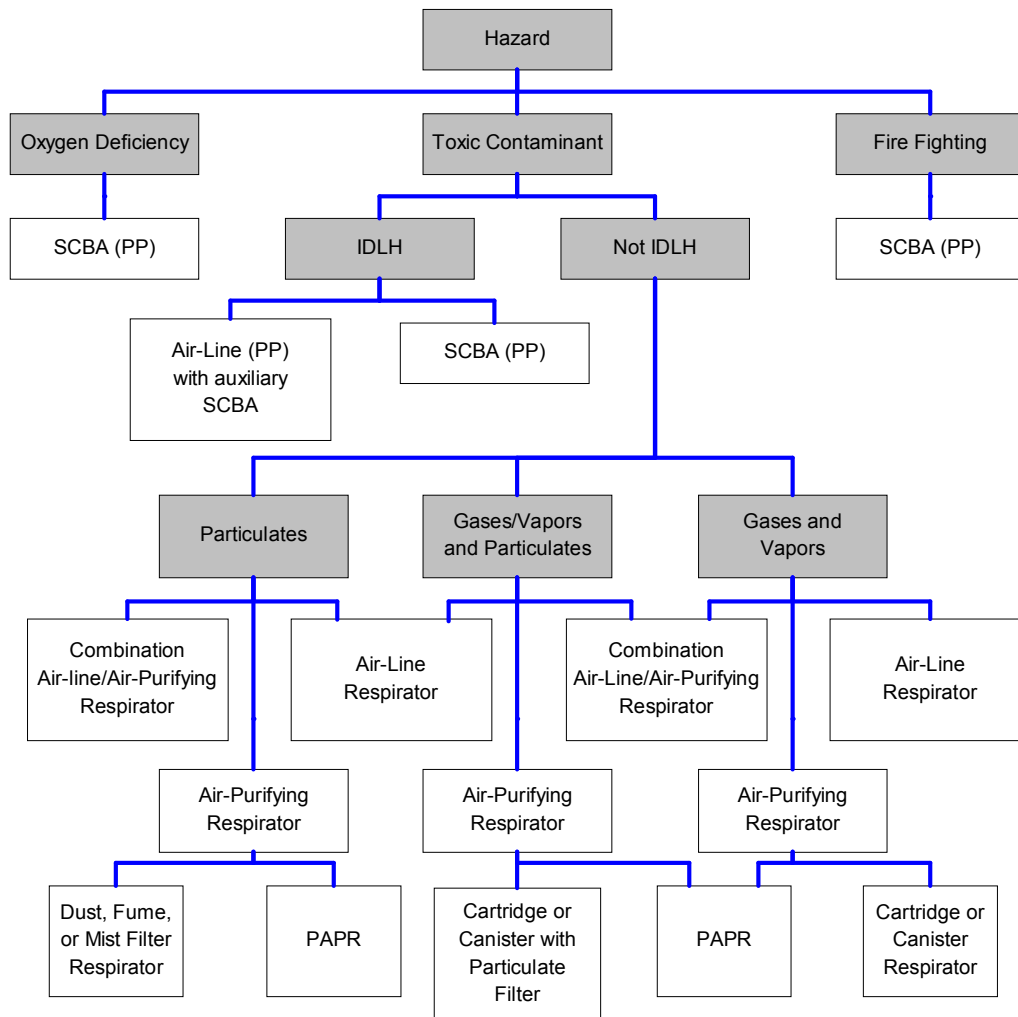 Hazard
Oxygen Deficiency
Toxic Contaminant
Fire Fighting
SCBA (PP)
IDLH
Not IDLH
SCBA (PP)
Air-Line (PP)
with auxiliary
SCBA
SCBA (PP)
Particulates
Gases/Vapors
and Particulates
Gases and
Vapors
Combination
Air-line/Air-Purifying
Respirator
Air-Line
Respirator
Combination
Air-Line/Air-Purifying
Respirator
Air-Line
Respirator
Air-Purifying
Respirator
Air-Purifying
Respirator
Air-Purifying
Respirator
Dust, Fume,
or Mist Filter
Respirator
PAPR
Cartridge or
Canister with
Particulate
Filter
PAPR
Cartridge or
Canister
Respirator